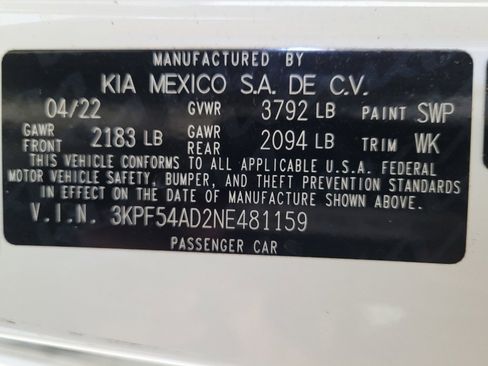 MANUFACTURED BY
KIA MEXICO S.A. DE C.V.
04/22 GVWR 3792 LB PAINT SWP
GAWR FRONT 2183 LB GAWR REAR 2094 LB TRIM WK
THIS VEHICLE CONFORMS TO ALL APPLICABLE U.S.A. FEDERAL
MOTOR VEHICLE SAFETY, BUMPER, AND THEFT PREVENTION STANDARDS
IN EFFECT ON THE DATE OF MANUFACTURE SHOWN ABOVE.
V.I.N. 3KPF54AD2NE481159
PASSENGER CAR